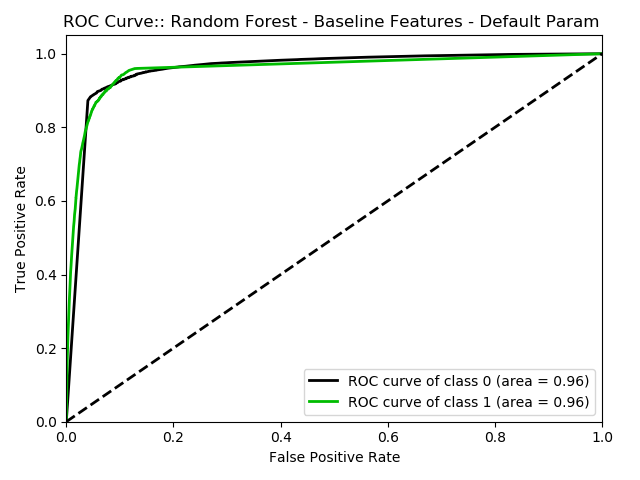 ROC Curve:: Random Forest - Baseline Features - Default Param
True Positive Rate
1.0
0.8
0.6
0.4
0.2
0.0
0.0 0.2 0.4 0.6 0.8 1.0
False Positive Rate
ROC curve of class 0 (area = 0.96)
ROC curve of class 1 (area = 0.96)